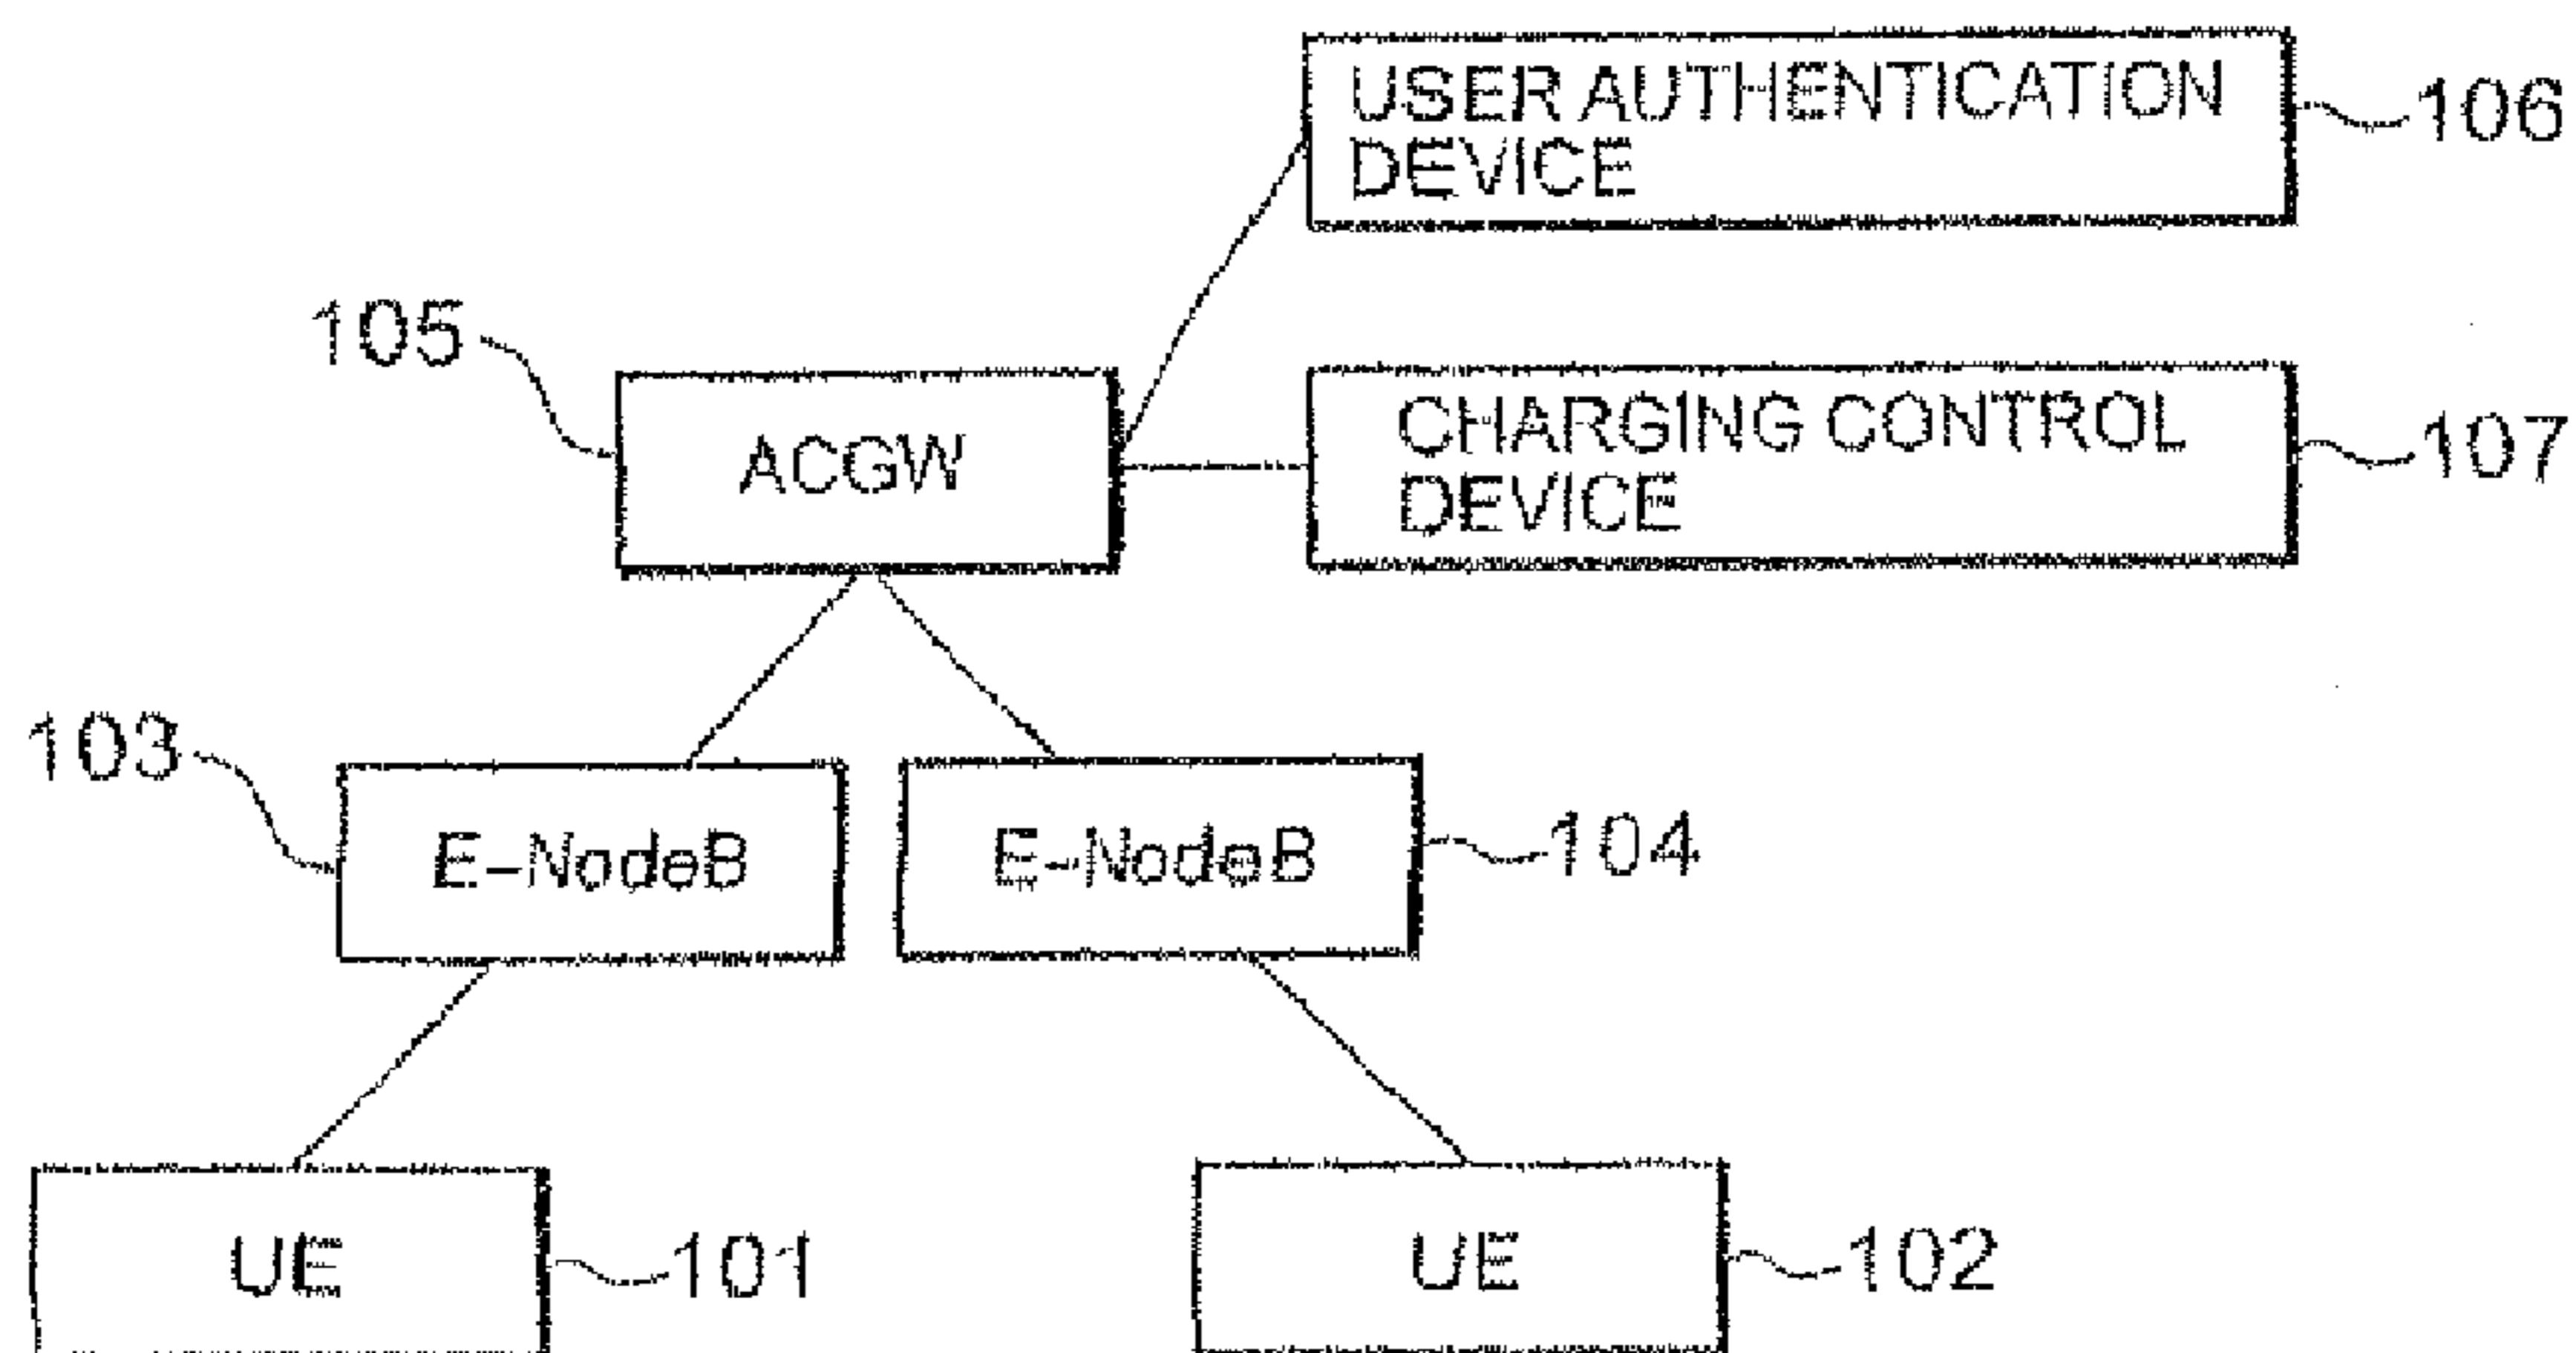 USER AUTHENTICATION
DEVICE
106
105
ACGW
CHARGING CONTROL
DEVICE
107
103
E-NodeB
E-NodeB
104
UE
101
UE
102